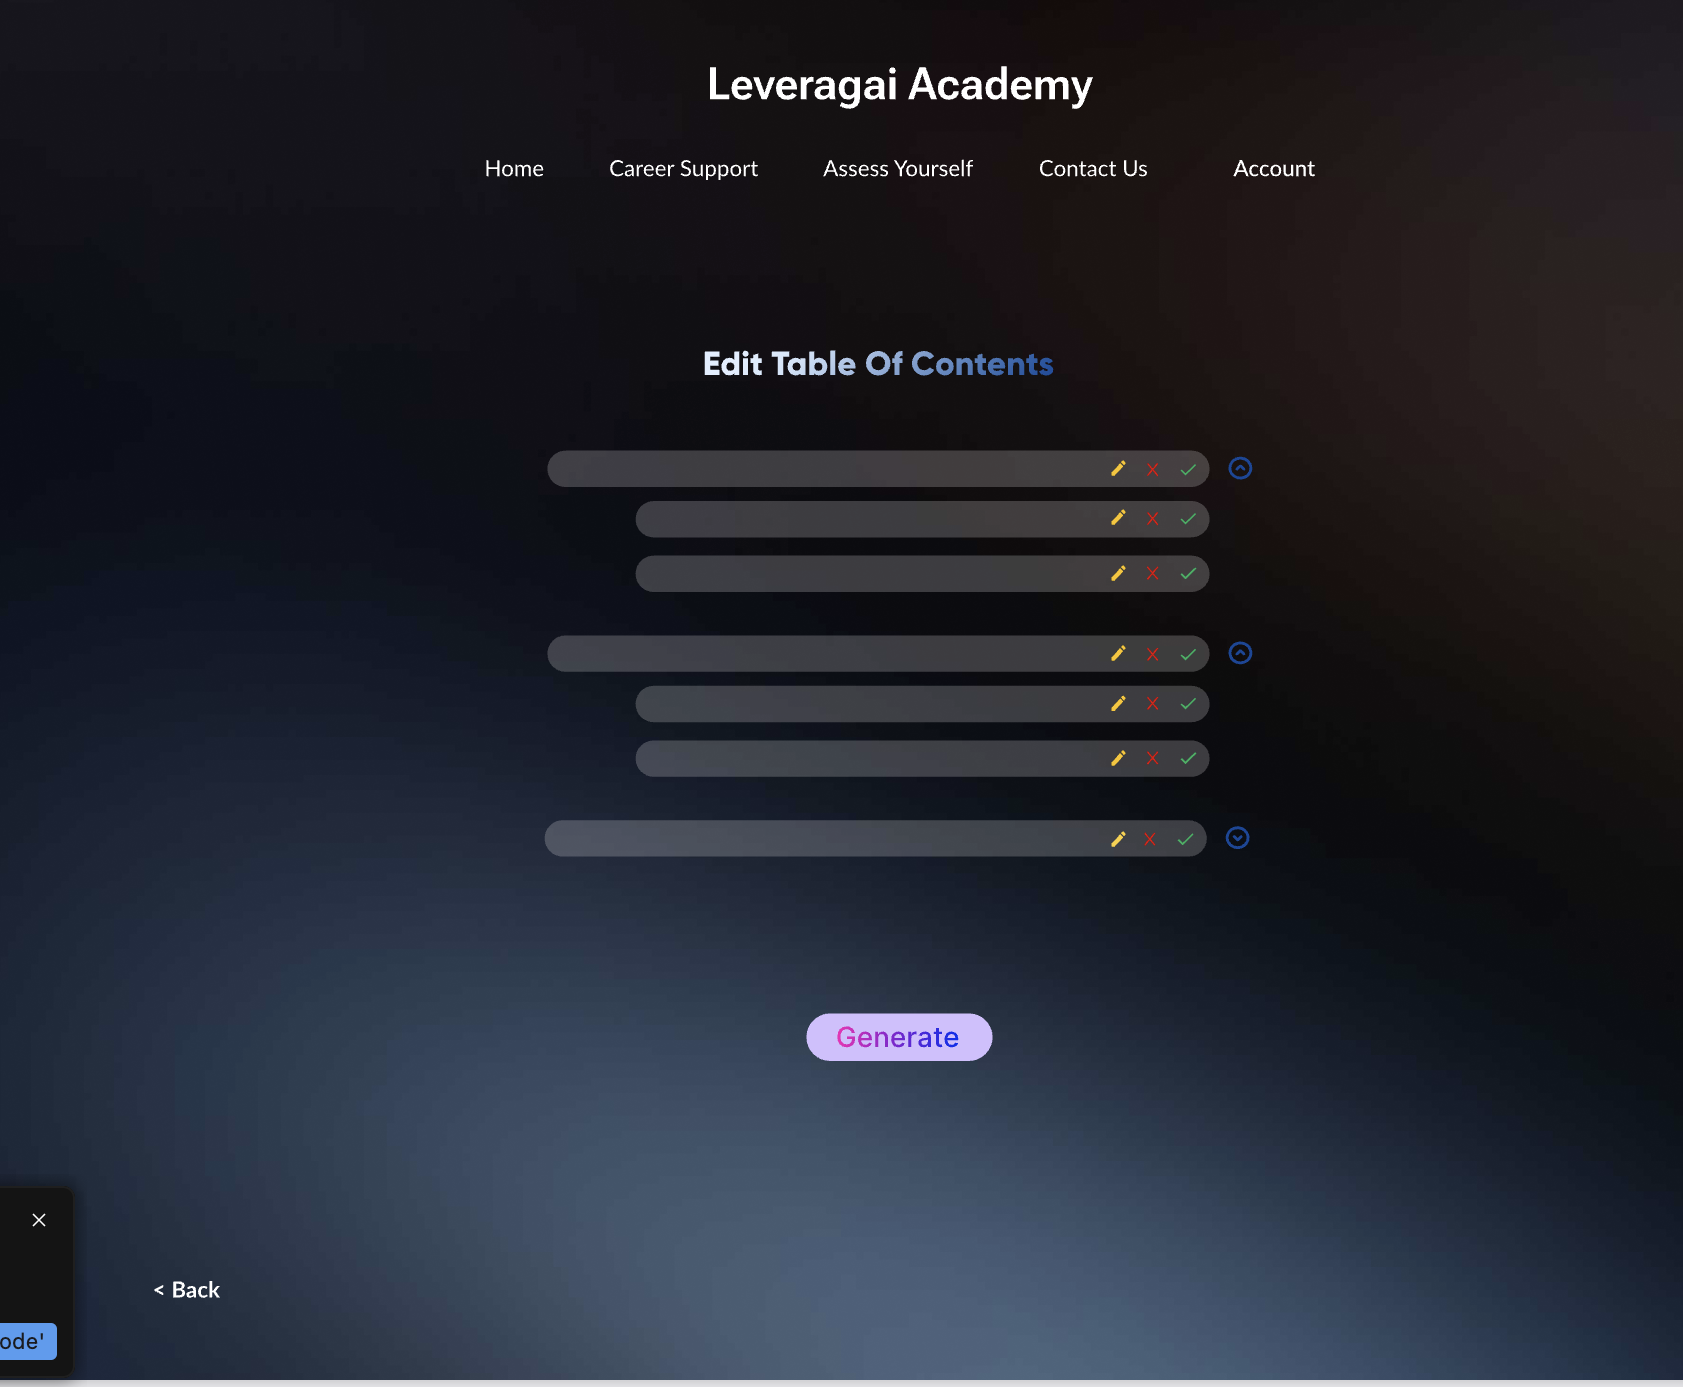 Leveragai Academy
Home Career Support Assess Yourself Contact Us Account
Edit Table Of Contents
Generate
< Back
ode'